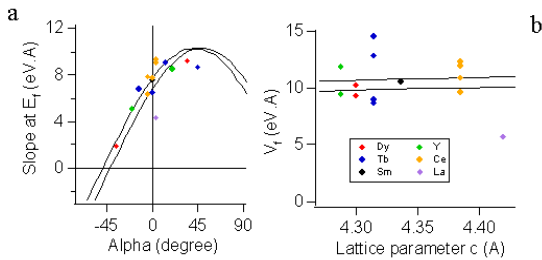 a
b
Slope at Ef (eV.A)
12
8
4
0
-45
0
45
90
Alpha (degree)
Vf (eV.A)
15
10
5
0
Dy
Tb
Sm
Y
Ce
La
4.30
4.35
4.40
Lattice parameter c (A)